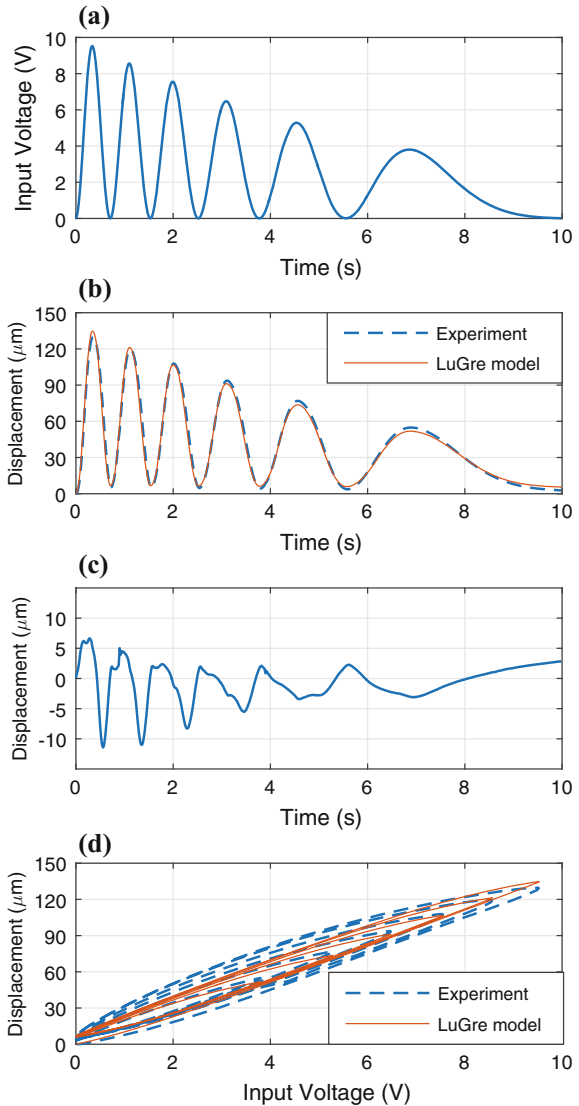 (a)
10
8
6
4
2
0
Input Voltage (V)
0 2 4 6 8 10
Time (s)
(b)
150
120
90
60
30
0
Displacement (μm)
Experiment
LuGre model
0 2 4 6 8 10
Time (s)
(c)
10
5
0
-5
-10
Displacement (μm)
0 2 4 6 8 10
Time (s)
(d)
150
120
90
60
30
0
Displacement (μm)
Experiment
LuGre model
0 2 4 6 8 10
Input Voltage (V)